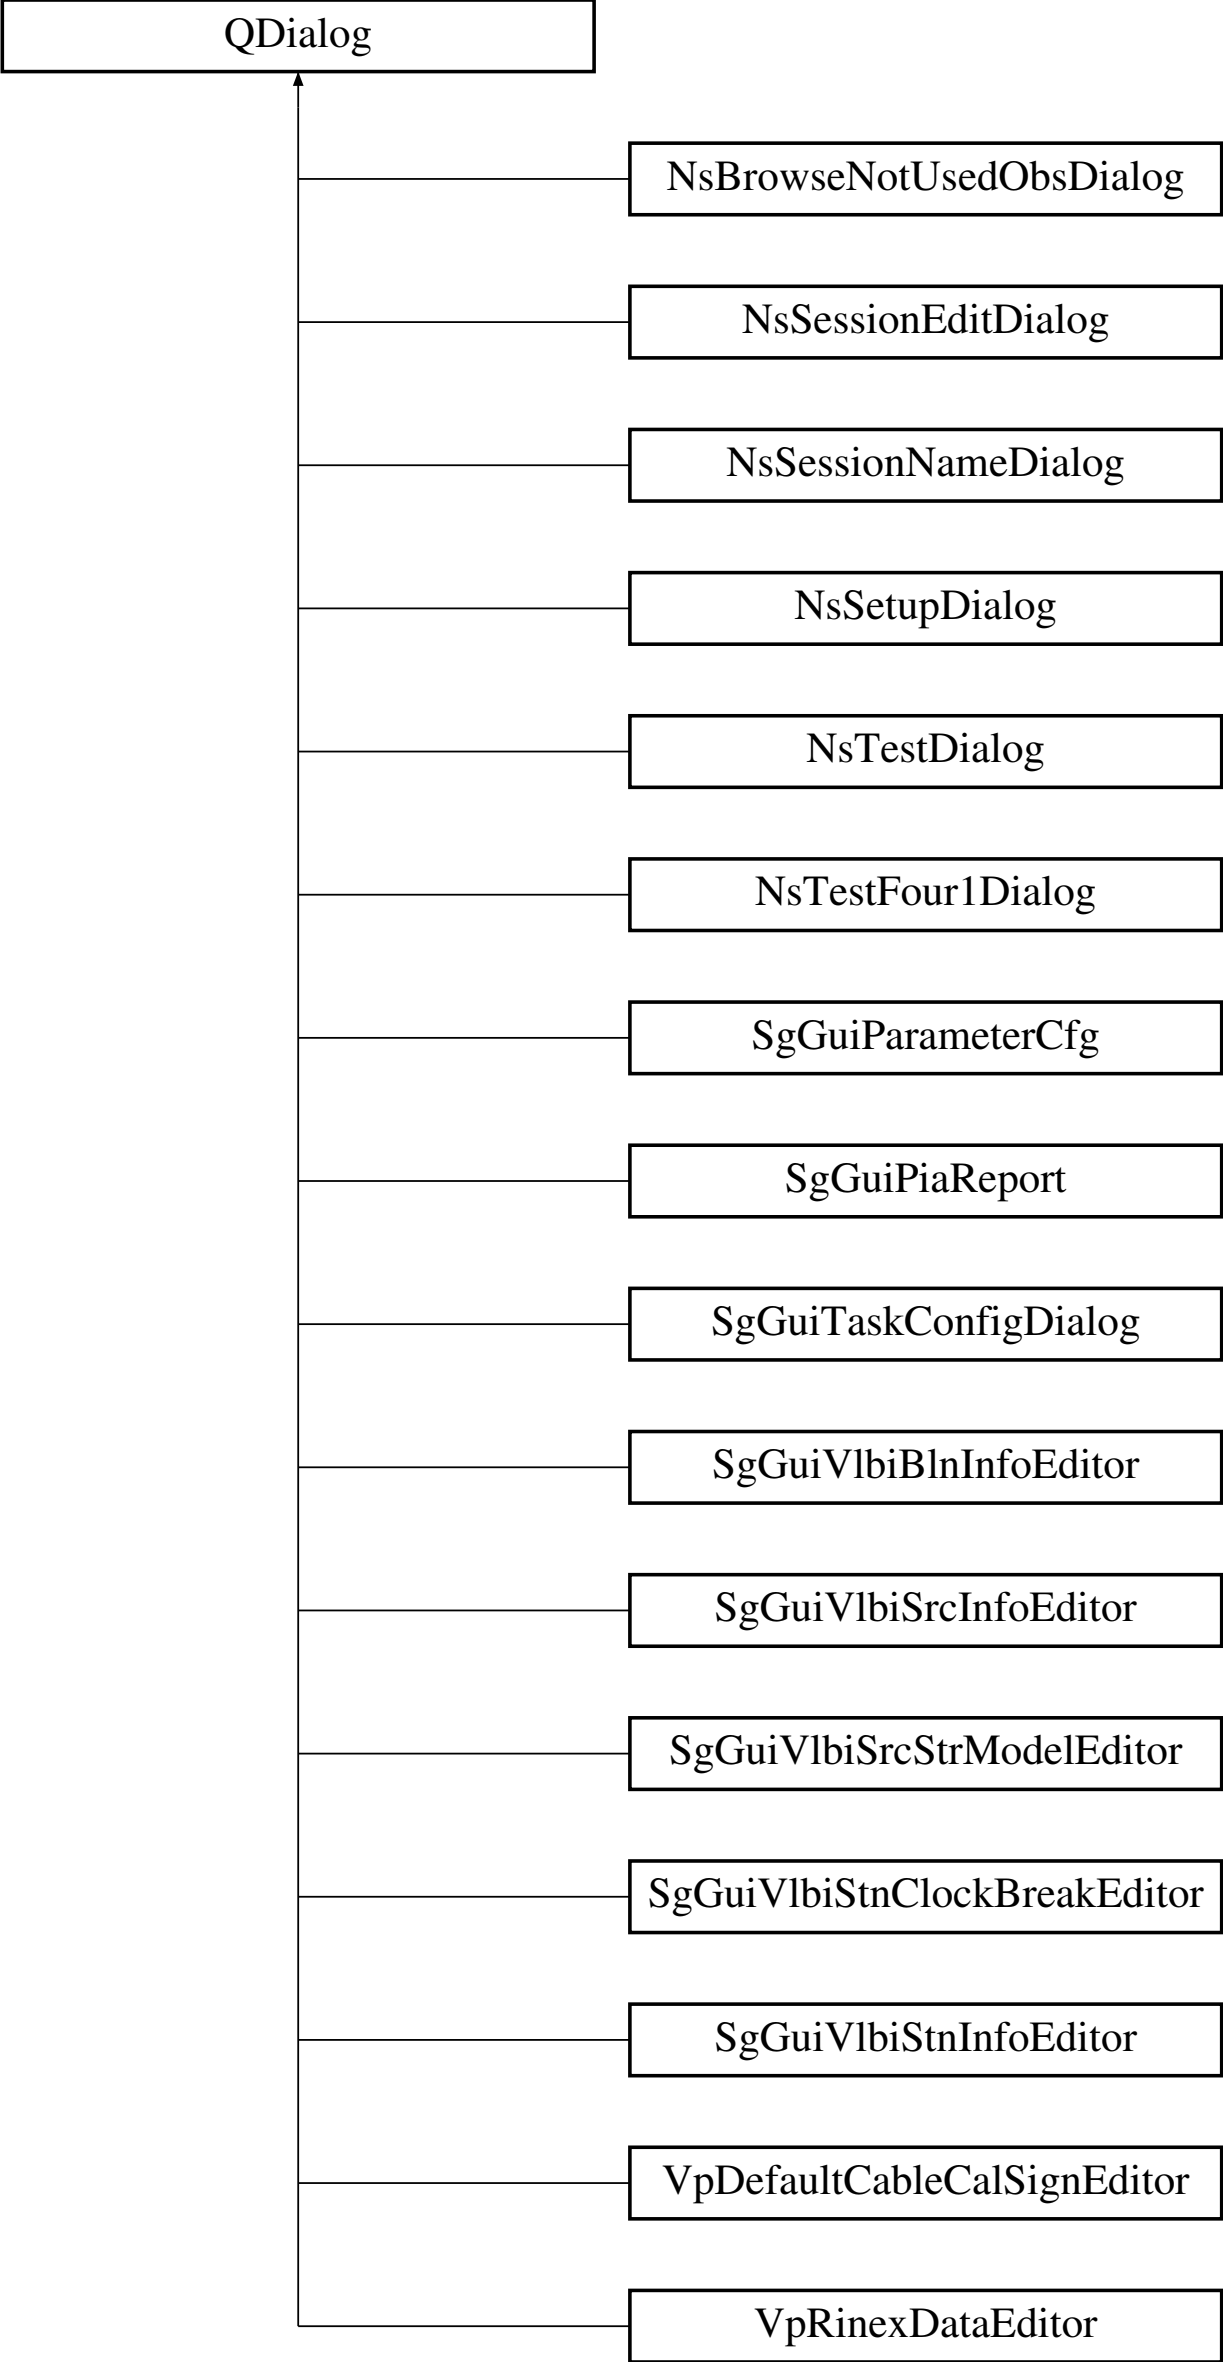 QDialog
NsBrowseNotUsedObsDialog
NsSessionEditDialog
NsSessionNameDialog
NsSetupDialog
NsTestDialog
NsTestFour1Dialog
SgGuiParameterCfg
SgGuiPiaReport
SgGuiTaskConfigDialog
SgGuiVlbiBlnInfoEditor
SgGuiVlbiSrcInfoEditor
SgGuiVlbiSrcStrModelEditor
SgGuiVlbiStnClockBreakEditor
SgGuiVlbiStnInfoEditor
VpDefaultCableCalSignEditor
VpRinexDataEditor